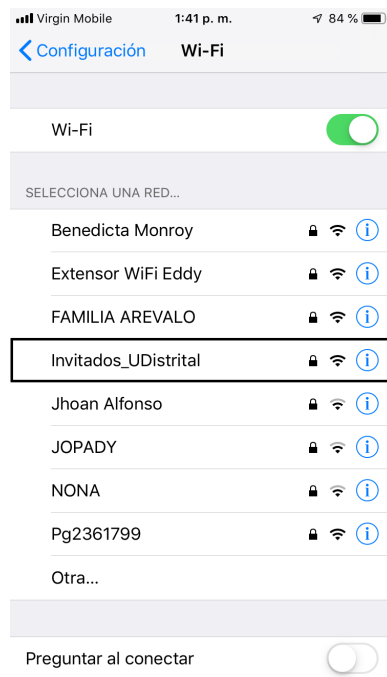 Virgin Mobile 1:41 p. m. 84 %
Configuración Wi-Fi
Wi-Fi
SELECCIONA UNA RED...
Benedicta Monroy
Extensor WiFi Eddy
FAMILIA AREVALO
Invitados_UDistrital
Jhoan Alfonso
JOPADY
NONA
Pg2361799
Otra...
Preguntar al conectar